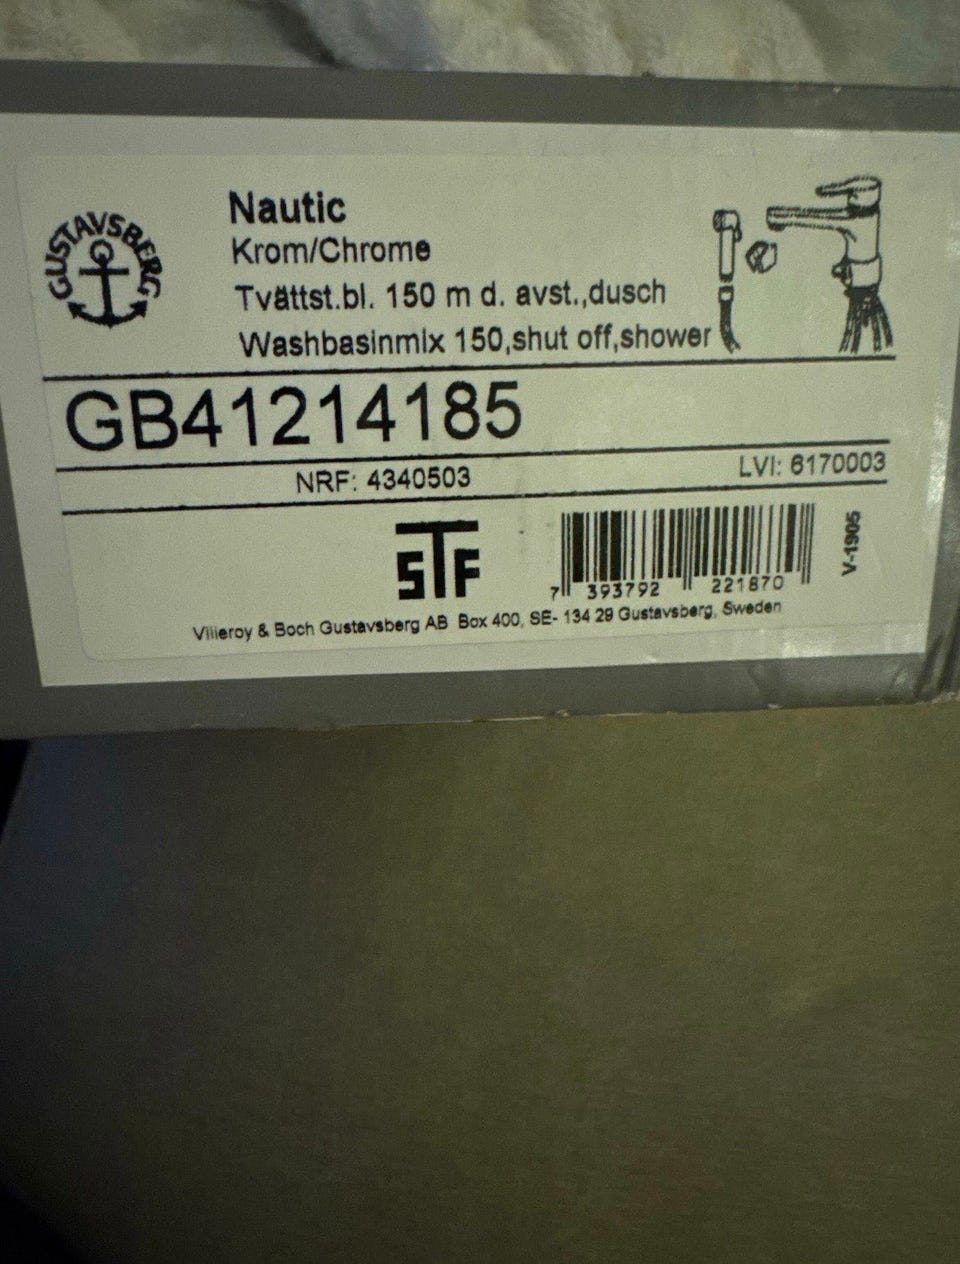 GUSTAVSBERG
Nautic
Krom/Chrome
Tvättst.bl. 150 m d. avst.,dusch
Washbasinmix 150,shut off,shower
GB41214185
NRF: 4340503
LVI: 6170003
STF
7 393792 221870
V-1905
Villeroy & Boch Gustavsberg AB Box 400, SE- 134 29 Gustavsberg, Sweden